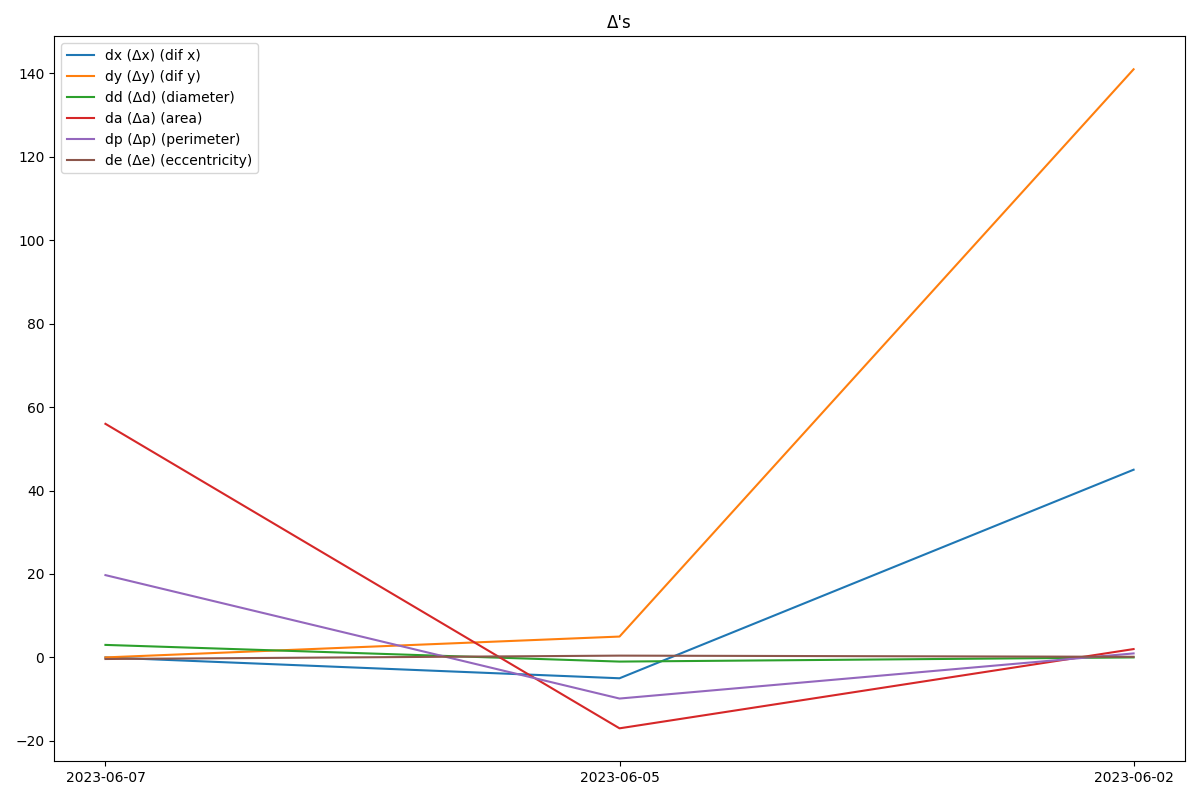 Δ's
dx (Δx) (dif x)
dy (Δy) (dif y)
dd (Δd) (diameter)
da (Δa) (area)
dp (Δp) (perimeter)
de (Δe) (eccentricity)
140
120
100
80
60
40
20
0
−20
2023-06-07 2023-06-05 2023-06-02